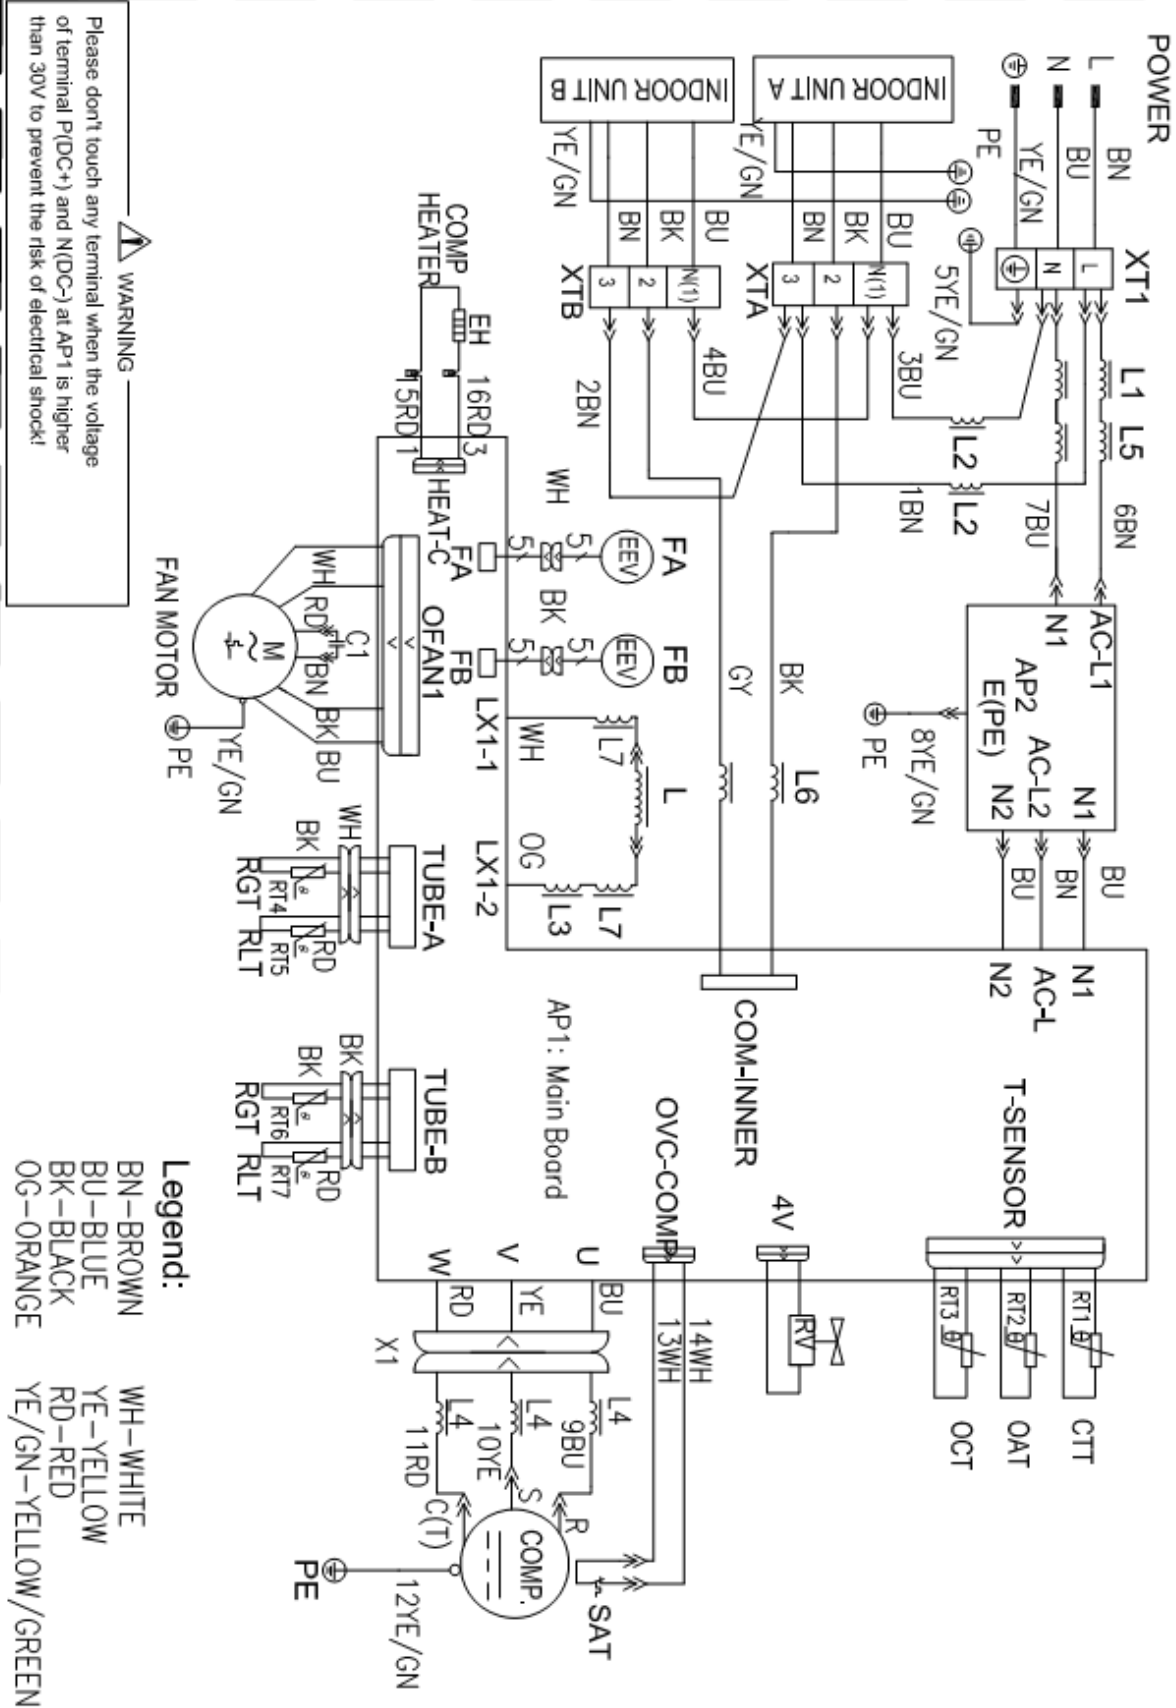 POWER
L
N
PE
BN
BU
YE/GN
XT1
L
N
L1
L5
6BN
7BU
5YE/GN
INDOOR UNIT A
INDOOR UNIT B
YE/GN
YE/GN
BU
BK
BN
BU
BK
BN
XTA
N(1)
2
3
XTB
N(1)
2
3
3BU
4BU
2BN
1BN
L2
L2
AC-L1
N1
AP2
E(PE)
AC-L2
N1
N2
8YE/GN
PE
BU
BN
BU
N1
AC-L
N2
COMP
HEATER
EH
16RD
15RD
3
1
HEAT-C
WH
5
5
EEV
FA
FA
BK
5
5
EEV
FB
FB
BK
GY
L6
LX1-1
WH
L7
L
OG
LX1-2
L3
L7
OFAN1
WH
RD
C1
BN
BK
BU
M
FAN MOTOR
PE
YE/GN
TUBE-A
WH
BK
RT4
RT5
RD
RGT
RLT
TUBE-B
BK
BK
RT6
RT7
RD
RGT
RLT
AP1: Main Board
COM-INNER
OVC-COMP
4V
RV
T-SENSOR
RT1
RT2
RT3
θ
θ
θ
CTT
OAT
OCT
14WH
13WH
U
V
W
BU
YE
RD
X1
L4
L4
L4
9BU
10YE
11RD
R
S
C(T)
COMP.
SAT
12YE/GN
PE
WARNING
Please don't touch any terminal when the voltage
of terminal P(DC+) and N(DC-) at AP1 is higher
than 30V to prevent the risk of electrical shock!
Legend:
BN-BROWN WH-WHITE
BU-BLUE YE-YELLOW
BK-BLACK RD-RED
OG-ORANGE YE/GN-YELLOW/GREEN